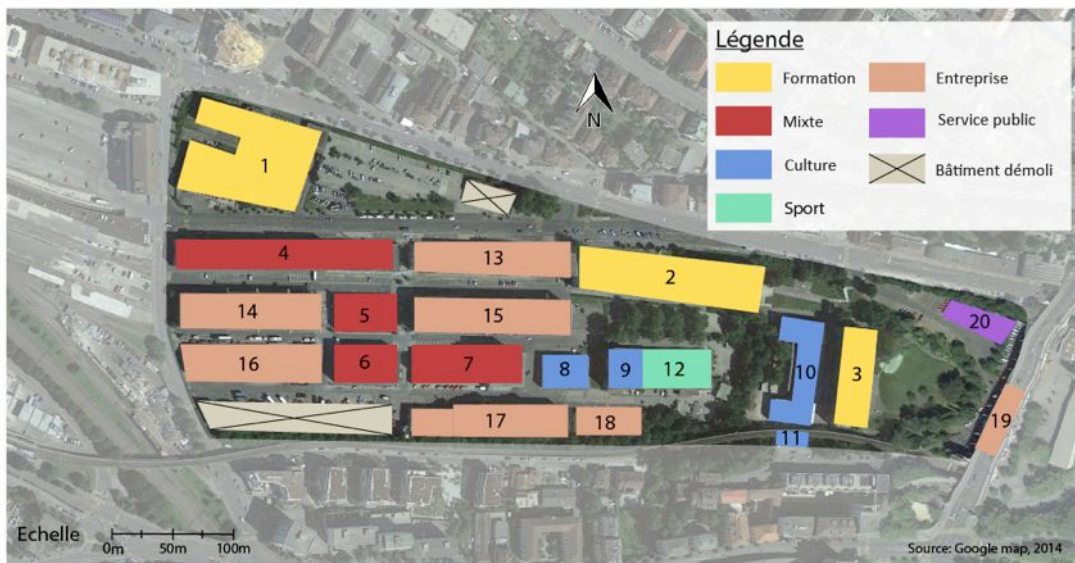 Légende
Formation
Entreprise
Mixte
Service public
Culture
Bâtiment démoli
Sport
N
1
4
13
2
14
5
15
20
16
6
7
8
9
12
10
3
17
18
11
19
Echelle
0m 50m 100m
Source: Google map, 2014